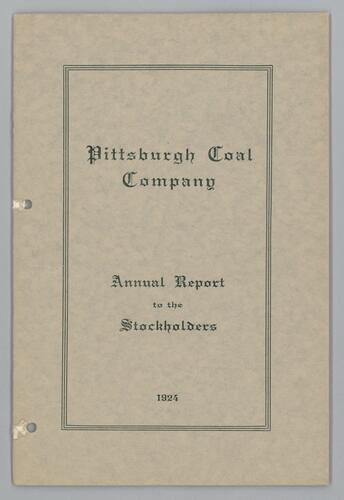 Pittsburgh Coal
Company
Annual Report
to the
Stockholders
1924